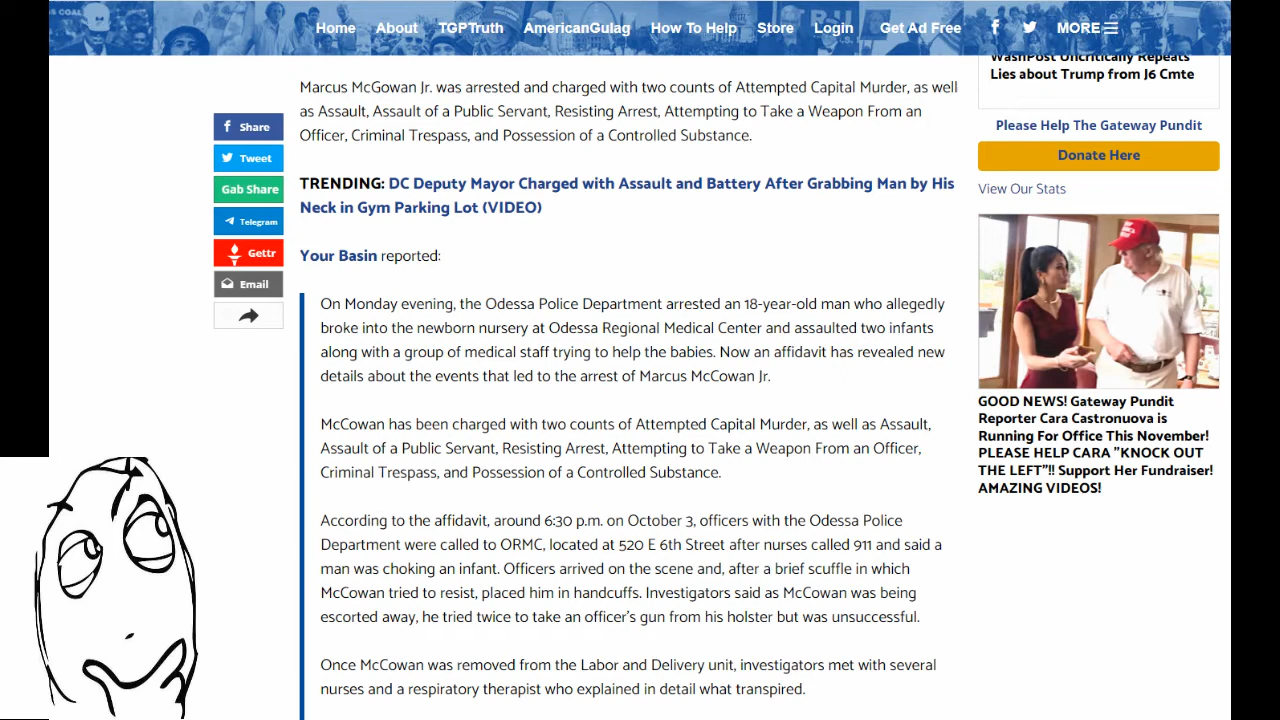 Home About TGPTruth AmericanGulag How To Help Store Login Get Ad Free MORE
WashPost Uncritically Repeats
Lies about Trump from J6 Cmte
Marcus McGowan Jr. was arrested and charged with two counts of Attempted Capital Murder, as well
as Assault, Assault of a Public Servant, Resisting Arrest, Attempting to Take a Weapon From an
Officer, Criminal Trespass, and Possession of a Controlled Substance.
Share
Tweet
Gab Share
Telegram
Gettr
Email
TRENDING: DC Deputy Mayor Charged with Assault and Battery After Grabbing Man by His
Neck in Gym Parking Lot (VIDEO)
Your Basin reported:
On Monday evening, the Odessa Police Department arrested an 18-year-old man who allegedly
broke into the newborn nursery at Odessa Regional Medical Center and assaulted two infants
along with a group of medical staff trying to help the babies. Now an affidavit has revealed new
details about the events that led to the arrest of Marcus McCowan Jr.
McCowan has been charged with two counts of Attempted Capital Murder, as well as Assault,
Assault of a Public Servant, Resisting Arrest, Attempting to Take a Weapon From an Officer,
Criminal Trespass, and Possession of a Controlled Substance.
According to the affidavit, around 6:30 p.m. on October 3, officers with the Odessa Police
Department were called to ORMC, located at 520 E 6th Street after nurses called 911 and said a
man was choking an infant. Officers arrived on the scene and, after a brief scuffle in which
McCowan tried to resist, placed him in handcuffs. Investigators said as McCowan was being
escorted away, he tried twice to take an officer's gun from his holster but was unsuccessful.
Once McCowan was removed from the Labor and Delivery unit, investigators met with several
nurses and a respiratory therapist who explained in detail what transpired.
Please Help The Gateway Pundit
Donate Here
View Our Stats
GOOD NEWS! Gateway Pundit
Reporter Cara Castronuova is
Running For Office This November!
PLEASE HELP CARA "KNOCK OUT
THE LEFT"!! Support Her Fundraiser!
AMAZING VIDEOS!